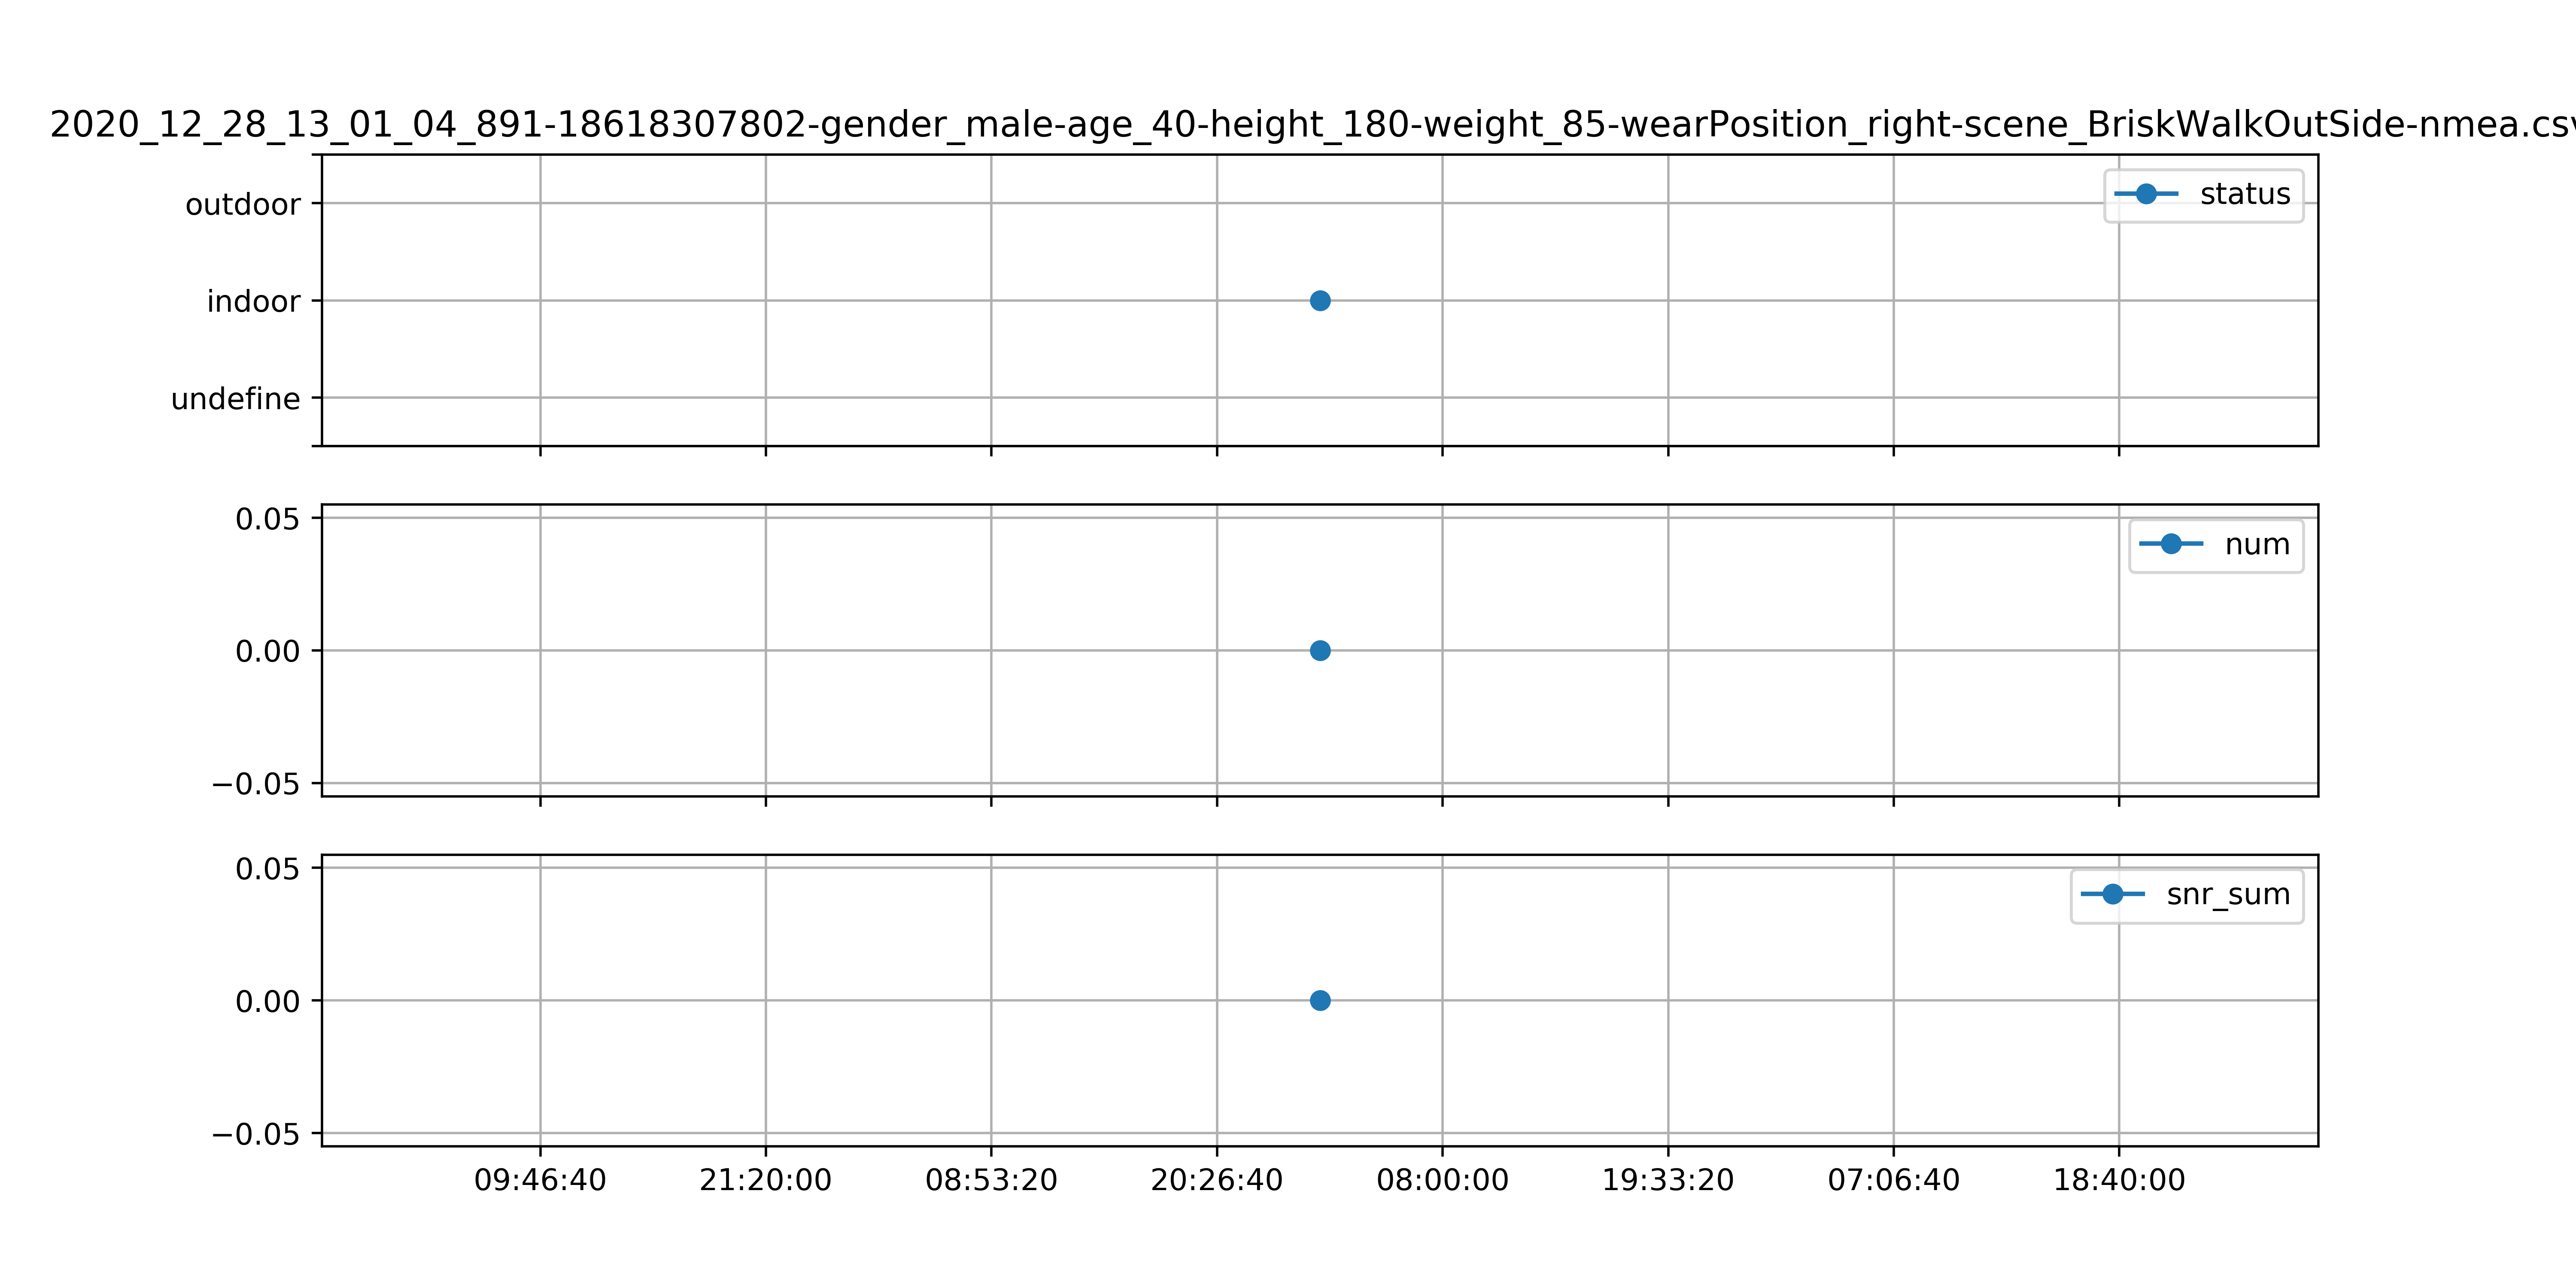 2020_12_28_13_01_04_891-18618307802-gender_male-age_40-height_180-weight_85-wearPosition_right-scene_BriskWalkOutSide-nmea.csv
outdoor
status
indoor
undefine
0.05
num
0.00
−0.05
0.05
snr_sum
0.00
−0.05
09:46:40 21:20:00 08:53:20 20:26:40 08:00:00 19:33:20 07:06:40 18:40:00